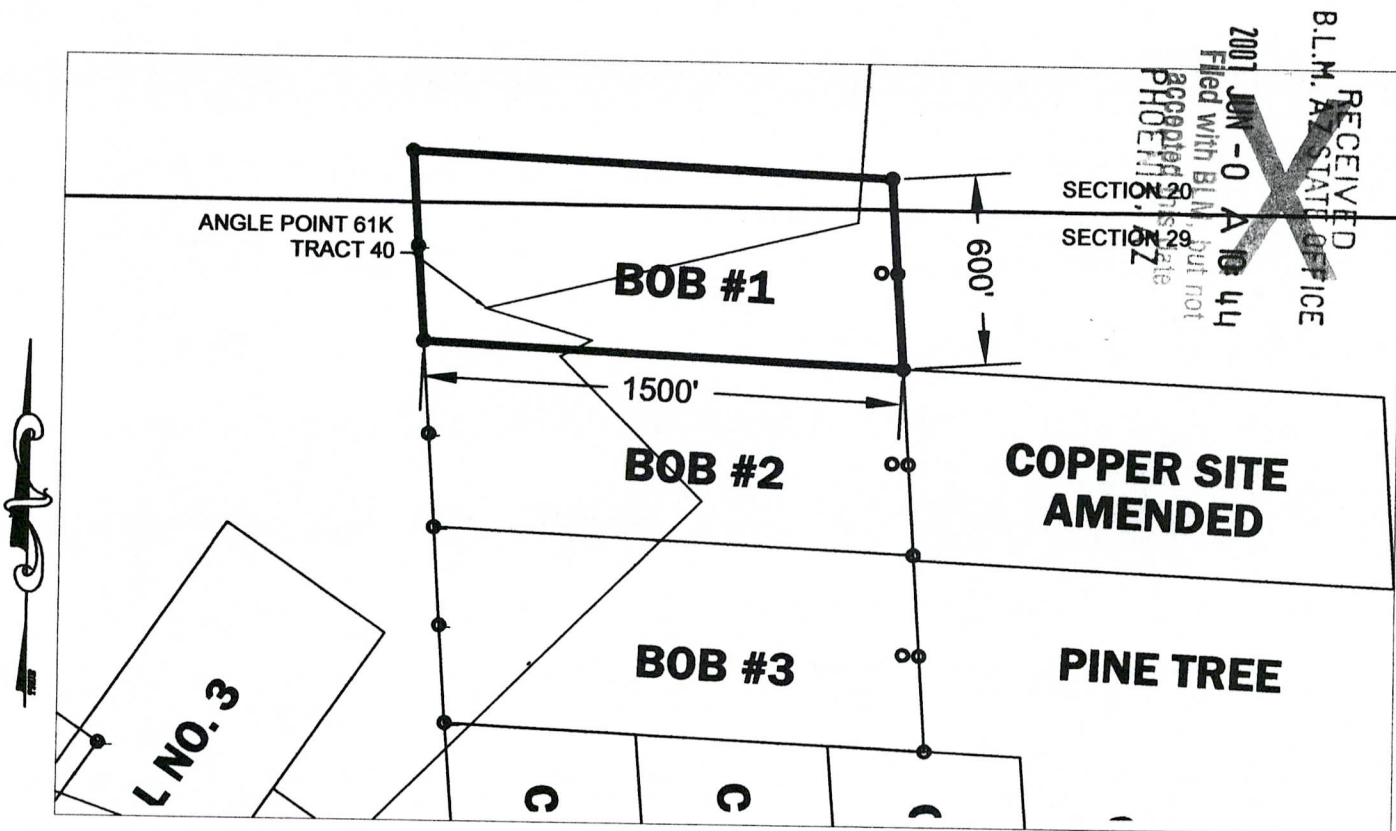 RECEIVED
B.L.M. AZ STATE OFFICE
2007 JUN -0 A 10 44
Filed with BLM, but not
accepted this date
PHOENIX, AZ
SECTION 20
SECTION 29
ANGLE POINT 61K
TRACT 40
BOB #1
600'
1500'
BOB #2
COPPER SITE
AMENDED
BOB #3
PINE TREE
L NO. 3
C
C